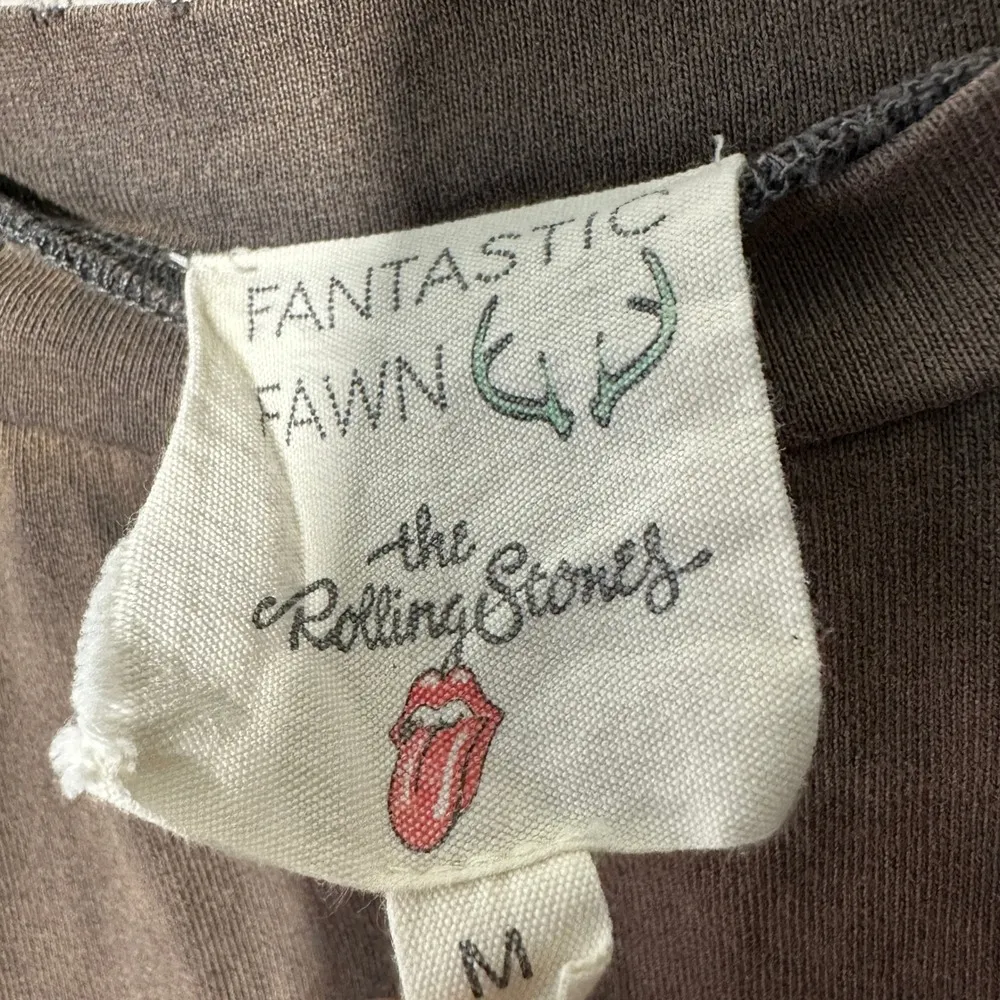 FANTASTIC
FAWN
the
Rolling Stones
M